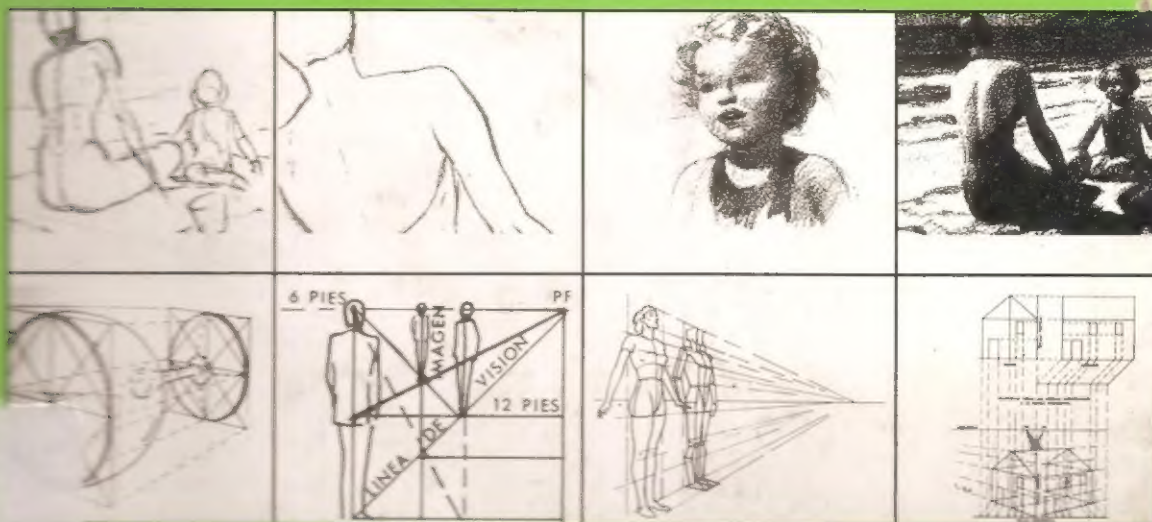 6 PIES
PF
IMAGEN
VISION
12 PIES
DE
LINEA